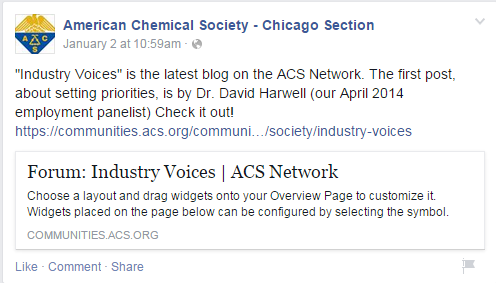 A C S
American Chemical Society - Chicago Section
January 2 at 10:59am ·
"Industry Voices" is the latest blog on the ACS Network. The first post,
about setting priorities, is by Dr. David Harwell (our April 2014
employment panelist) Check it out!
https://communities.acs.org/communi…/society/industry-voices
Forum: Industry Voices | ACS Network
Choose a layout and drag widgets onto your Overview Page to customize it.
Widgets placed on the page below can be configured by selecting the symbol.
COMMUNITIES.ACS.ORG
Like · Comment · Share